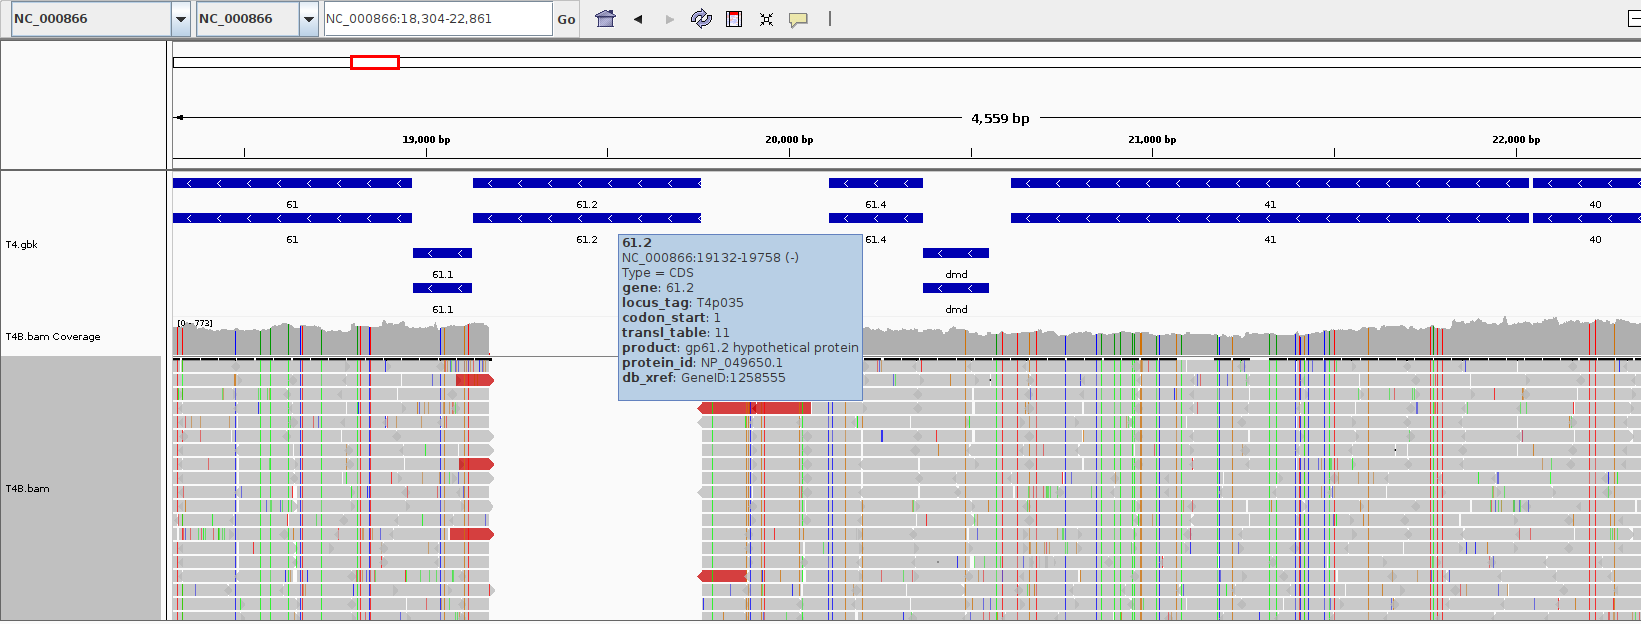 NC_000866 NC_000866 NC_000866:18,304-22,861 Go
4,559 bp
19,000 bp 20,000 bp 21,000 bp 22,000 bp
61 61.2 61.4 41 40
T4.gbk
61 61.2 61.4 41 40
61.1 dmd
61.1 dmd
61.2
NC_000866:19132-19758 (-)
Type = CDS
gene: 61.2
locus_tag: T4p035
codon_start: 1
transl_table: 11
product: gp61.2 hypothetical protein
protein_id: NP_049650.1
db_xref: GeneID:1258555
[0 - 773]
T4B.bam Coverage
T4B.bam